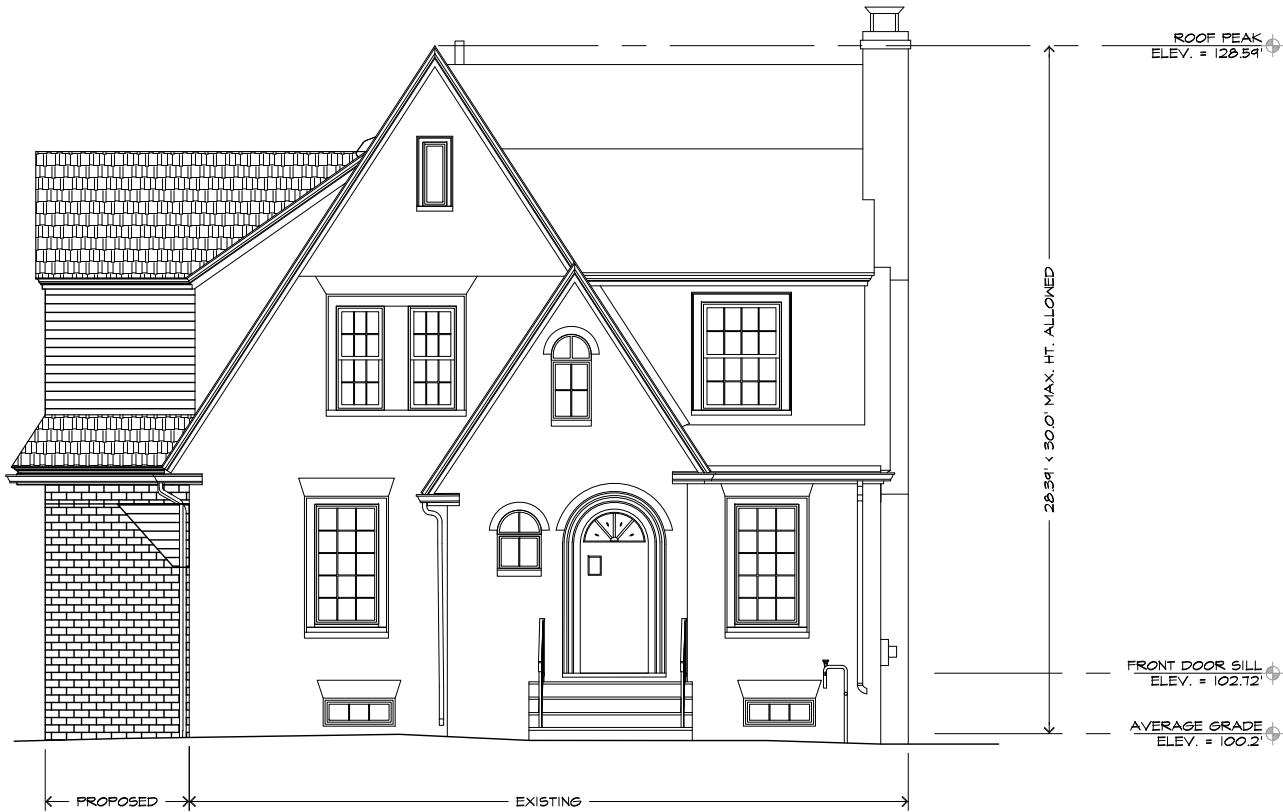 ROOF PEAK
ELEV. = 128.59'
28.39' < 30.0' MAX. HT. ALLOWED
FRONT DOOR SILL
ELEV. = 102.72'
AVERAGE GRADE
ELEV. = 100.2'
PROPOSED
EXISTING